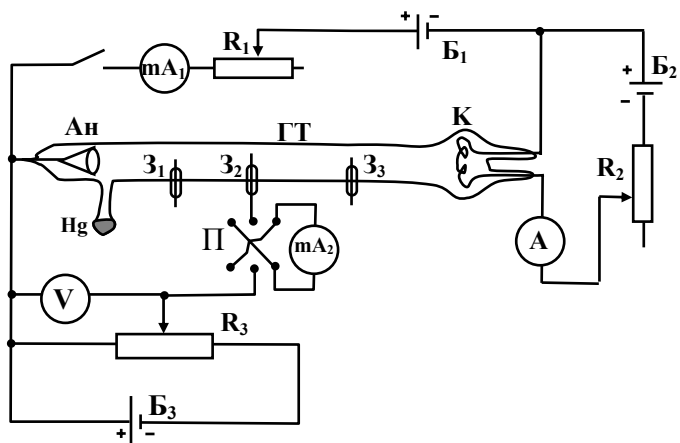 + −
R₁
Б₁
mA₁
+
Б₂
−
Ан
ГТ
К
З₁
З₂
З₃
R₂
Hg
П
mA₂
A
V
R₃
Б₃
+ −